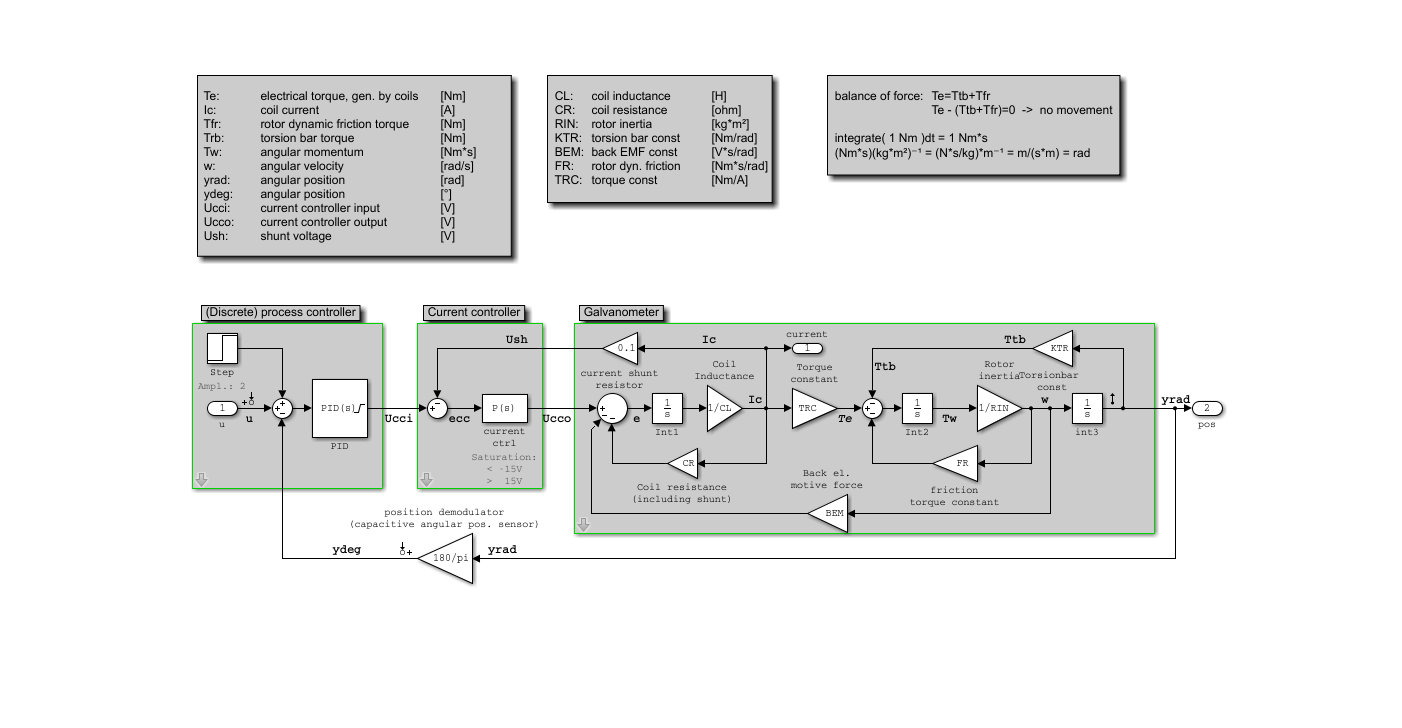 Te: electrical torque, gen. by coils [Nm]
Ic: coil current [A]
Tfr: rotor dynamic friction torque [Nm]
Trb: torsion bar torque [Nm]
Tw: angular momentum [Nm*s]
w: angular velocity [rad/s]
yrad: angular position [rad]
ydeg: angular position [°]
Ucci: current controller input [V]
Ucco: current controller output [V]
Ush: shunt voltage [V]
CL: coil inductance [H]
CR: coil resistance [ohm]
RIN: rotor inertia [kg*m²]
KTR: torsion bar const [Nm/rad]
BEM: back EMF const [V*s/rad]
FR: rotor dyn. friction [Nm*s/rad]
TRC: torque const [Nm/A]
balance of force: Te=Ttb+Tfr
Te - (Ttb+Tfr)=0 -> no movement
integrate( 1 Nm )dt = 1 Nm*s
(Nm*s)(kg*m²)⁻¹ = (N*s/kg)*m⁻¹ = m/(s*m) = rad
(Discrete) process controller
Step
Ampl.: 2
1
u
u
PID(s)
PID
Ucci
Current controller
ecc
P(s)
current
ctrl
Saturation:
< -15V
> 15V
Ucco
Ush
Galvanometer
0.1
current shunt
resistor
Ic
current
1
e
1
s
Int1
Coil
Inductance
1/CL
Ic
Torque
constant
TRC
Te
CR
Coil resistance
(including shunt)
Ttb
Ttb
KTR
Torsionbar
const
1
s
Int2
Tw
Rotor
inertia
1/RIN
w
1
s
int3
FR
friction
torque constant
Back el.
motive force
BEM
yrad
2
pos
position demodulator
(capacitive angular pos. sensor)
ydeg
180/pi
yrad